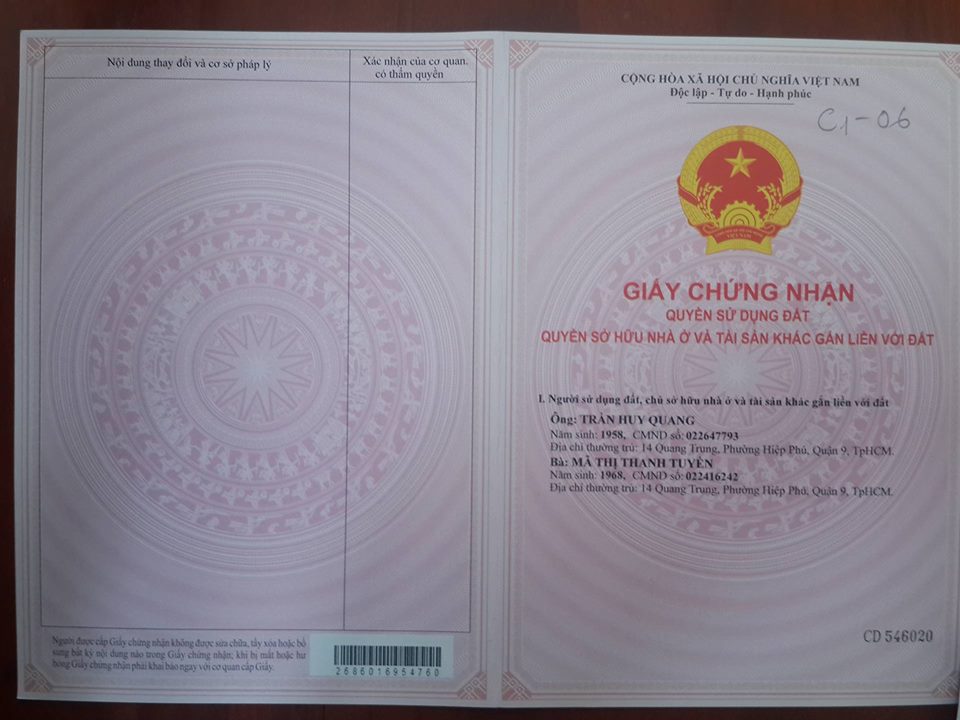 Nội dung thay đổi và cơ sở pháp lý
Xác nhận của cơ quan
có thẩm quyền
Người được cấp Giấy chứng nhận không được sửa chữa, tẩy xóa hoặc bổ
sung bất kỳ nội dung nào trong Giấy chứng nhận; khi bị mất hoặc hư
hỏng Giấy chứng nhận phải khai báo ngay với cơ quan cấp Giấy.
2686016954760
CỘNG HÒA XÃ HỘI CHỦ NGHĨA VIỆT NAM
Độc lập - Tự do - Hạnh phúc
C1-06
GIẤY CHỨNG NHẬN
QUYỀN SỬ DỤNG ĐẤT
QUYỀN SỞ HỮU NHÀ Ở VÀ TÀI SẢN KHÁC GẮN LIỀN VỚI ĐẤT
I. Người sử dụng đất, chủ sở hữu nhà ở và tài sản khác gắn liền với đất
Ông: TRẦN HUY QUANG
Năm sinh: 1958, CMND số: 022647793
Địa chỉ thường trú: 14 Quang Trung, Phường Hiệp Phú, Quận 9, TpHCM.
Bà: MÃ THỊ THANH TUYỀN
Năm sinh: 1968, CMND số: 022416242
Địa chỉ thường trú: 14 Quang Trung, Phường Hiệp Phú, Quận 9, TpHCM.
CD 546020